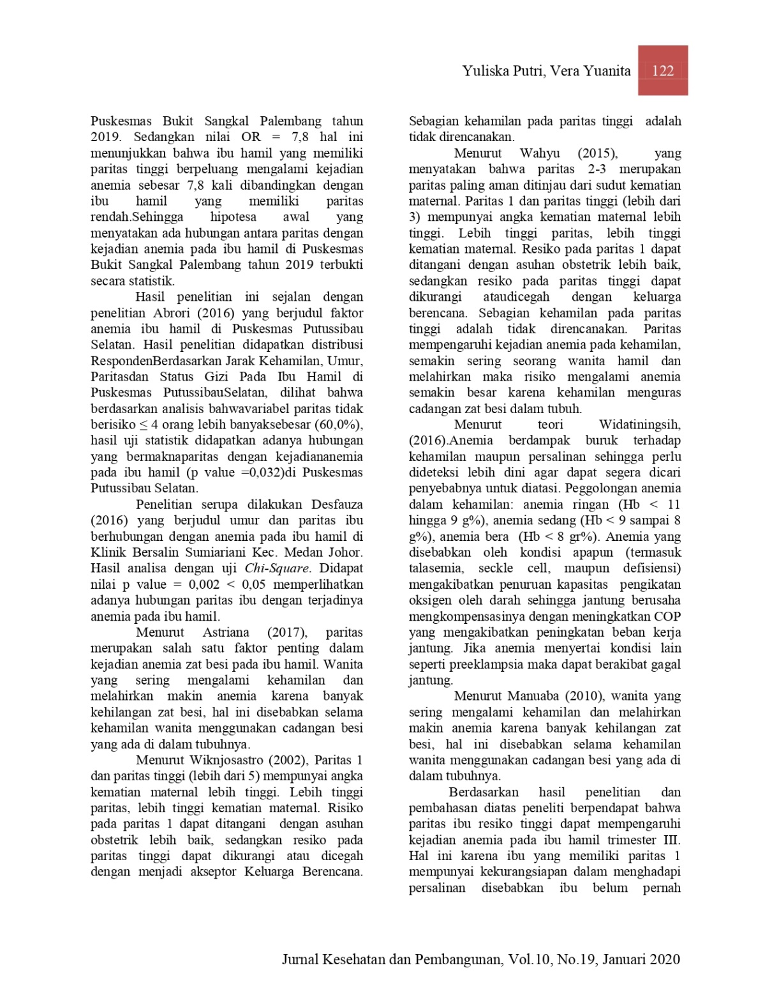 Yuliska Putri, Vera Yuanita 122
Puskesmas Bukit Sangkal Palembang tahun
2019. Sedangkan nilai OR = 7,8 hal ini
menunjukkan bahwa ibu hamil yang memiliki
paritas tinggi berpeluang mengalami kejadian
anemia sebesar 7,8 kali dibandingkan dengan
ibu hamil yang memiliki paritas
rendah.Sehingga hipotesa awal yang
menyatakan ada hubungan antara paritas dengan
kejadian anemia pada ibu hamil di Puskesmas
Bukit Sangkal Palembang tahun 2019 terbukti
secara statistik.
Hasil penelitian ini sejalan dengan
penelitian Abrori (2016) yang berjudul faktor
anemia ibu hamil di Puskesmas Putussibau
Selatan. Hasil penelitian didapatkan distribusi
RespondenBerdasarkan Jarak Kehamilan, Umur,
Paritasdan Status Gizi Pada Ibu Hamil di
Puskesmas PutussibauSelatan, dilihat bahwa
berdasarkan analisis bahwavariabel paritas tidak
berisiko ≤ 4 orang lebih banyaksebesar (60,0%),
hasil uji statistik didapatkan adanya hubungan
yang bermaknaparitas dengan kejadiananemia
pada ibu hamil (p value =0,032)di Puskesmas
Putussibau Selatan.
Penelitian serupa dilakukan Desfauza
(2016) yang berjudul umur dan paritas ibu
berhubungan dengan anemia pada ibu hamil di
Klinik Bersalin Sumiariani Kec. Medan Johor.
Hasil analisa dengan uji Chi-Square. Didapat
nilai p value = 0,002 < 0,05 memperlihatkan
adanya hubungan paritas ibu dengan terjadinya
anemia pada ibu hamil.
Menurut Astriana (2017), paritas
merupakan salah satu faktor penting dalam
kejadian anemia zat besi pada ibu hamil. Wanita
yang sering mengalami kehamilan dan
melahirkan makin anemia karena banyak
kehilangan zat besi, hal ini disebabkan selama
kehamilan wanita menggunakan cadangan besi
yang ada di dalam tubuhnya.
Menurut Wiknjosastro (2002), Paritas 1
dan paritas tinggi (lebih dari 5) mempunyai angka
kematian maternal lebih tinggi. Lebih tinggi
paritas, lebih tinggi kematian maternal. Risiko
pada paritas 1 dapat ditangani dengan asuhan
obstetrik lebih baik, sedangkan resiko pada
paritas tinggi dapat dikurangi atau dicegah
dengan menjadi akseptor Keluarga Berencana.
Sebagian kehamilan pada paritas tinggi adalah
tidak direncanakan.
Menurut Wahyu (2015), yang
menyatakan bahwa paritas 2-3 merupakan
paritas paling aman ditinjau dari sudut kematian
maternal. Paritas 1 dan paritas tinggi (lebih dari
3) mempunyai angka kematian maternal lebih
tinggi. Lebih tinggi paritas, lebih tinggi
kematian maternal. Resiko pada paritas 1 dapat
ditangani dengan asuhan obstetrik lebih baik,
sedangkan resiko pada paritas tinggi dapat
dikurangi ataudicegah dengan keluarga
berencana. Sebagian kehamilan pada paritas
tinggi adalah tidak direncanakan. Paritas
mempengaruhi kejadian anemia pada kehamilan,
semakin sering seorang wanita hamil dan
melahirkan maka risiko mengalami anemia
semakin besar karena kehamilan menguras
cadangan zat besi dalam tubuh.
Menurut teori Widatiningsih,
(2016).Anemia berdampak buruk terhadap
kehamilan maupun persalinan sehingga perlu
dideteksi lebih dini agar dapat segera dicari
penyebabnya untuk diatasi. Peggolongan anemia
dalam kehamilan: anemia ringan (Hb < 11
hingga 9 g%), anemia sedang (Hb < 9 sampai 8
g%), anemia bera (Hb < 8 gr%). Anemia yang
disebabkan oleh kondisi apapun (termasuk
talasemia, seckle cell, maupun defisiensi)
mengakibatkan penuruan kapasitas pengikatan
oksigen oleh darah sehingga jantung berusaha
mengkompensasinya dengan meningkatkan COP
yang mengakibatkan peningkatan beban kerja
jantung. Jika anemia menyertai kondisi lain
seperti preeklampsia maka dapat berakibat gagal
jantung.
Menurut Manuaba (2010), wanita yang
sering mengalami kehamilan dan melahirkan
makin anemia karena banyak kehilangan zat
besi, hal ini disebabkan selama kehamilan
wanita menggunakan cadangan besi yang ada di
dalam tubuhnya.
Berdasarkan hasil penelitian dan
pembahasan diatas peneliti berpendapat bahwa
paritas ibu resiko tinggi dapat mempengaruhi
kejadian anemia pada ibu hamil trimester III.
Hal ini karena ibu yang memiliki paritas 1
mempunyai kekurangsiapan dalam menghadapi
persalinan disebabkan ibu belum pernah
Jurnal Kesehatan dan Pembangunan, Vol.10, No.19, Januari 2020